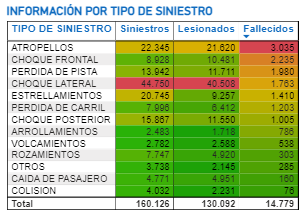 INFORMACIÓN POR TIPO DE SINIESTRO
TIPO DE SINIESTRO Siniestros Lesionados Fallecidos
ATROPELLOS 22.345 21.620 3.035
CHOQUE FRONTAL 8.928 10.481 2.235
PERDIDA DE PISTA 13.942 11.711 1.980
CHOQUE LATERAL 44.760 40.508 1.763
ESTRELLAMIENTOS 20.745 9.257 1.410
PERDIDA DE CARRIL 7.996 6.412 1.203
CHOQUE POSTERIOR 15.867 11.550 1.005
ARROLLAMIENTOS 2.483 1.718 786
VOLCAMIENTOS 2.782 2.588 538
ROZAMIENTOS 7.747 4.920 303
OTROS 3.738 2.145 285
CAIDA DE PASAJERO 4.771 4.951 160
COLISION 4.032 2.231 76
Total 160.126 130.092 14.779